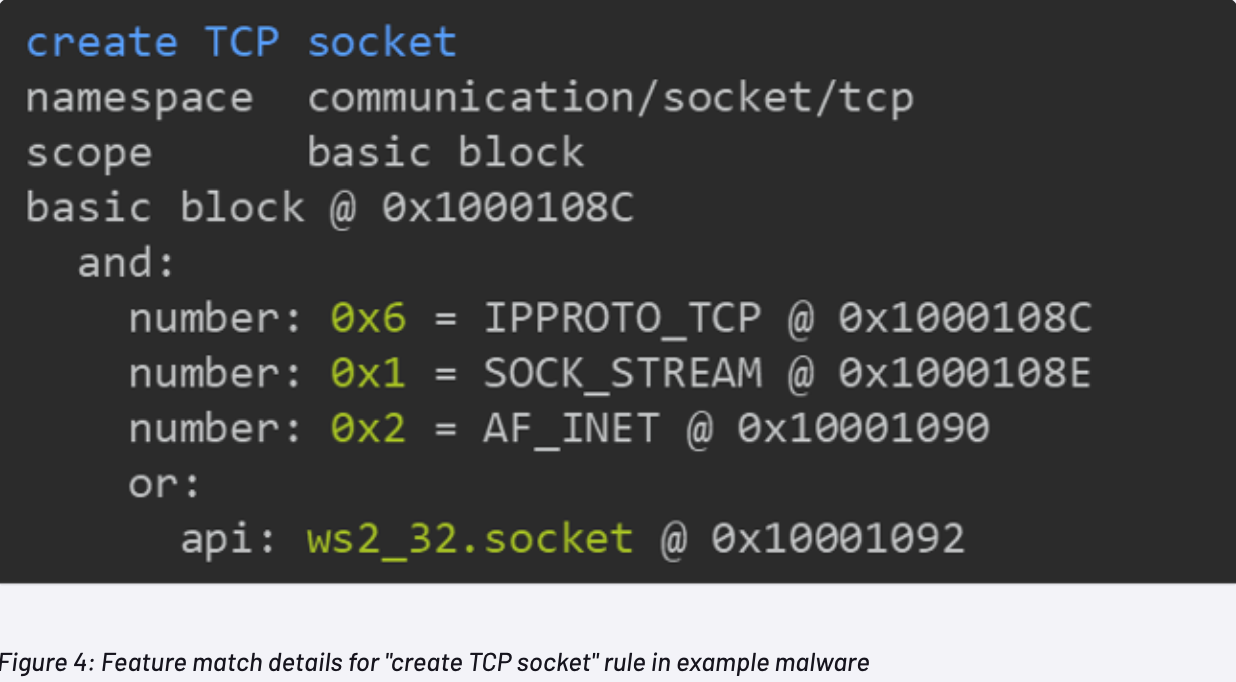 create TCP socket
namespace  communication/socket/tcp
scope      basic block
basic block @ 0x1000108C
  and:
    number: 0x6 = IPPROTO_TCP @ 0x1000108C
    number: 0x1 = SOCK_STREAM @ 0x1000108E
    number: 0x2 = AF_INET @ 0x10001090
    or:
      api: ws2_32.socket @ 0x10001092
Figure 4: Feature match details for "create TCP socket" rule in example malware